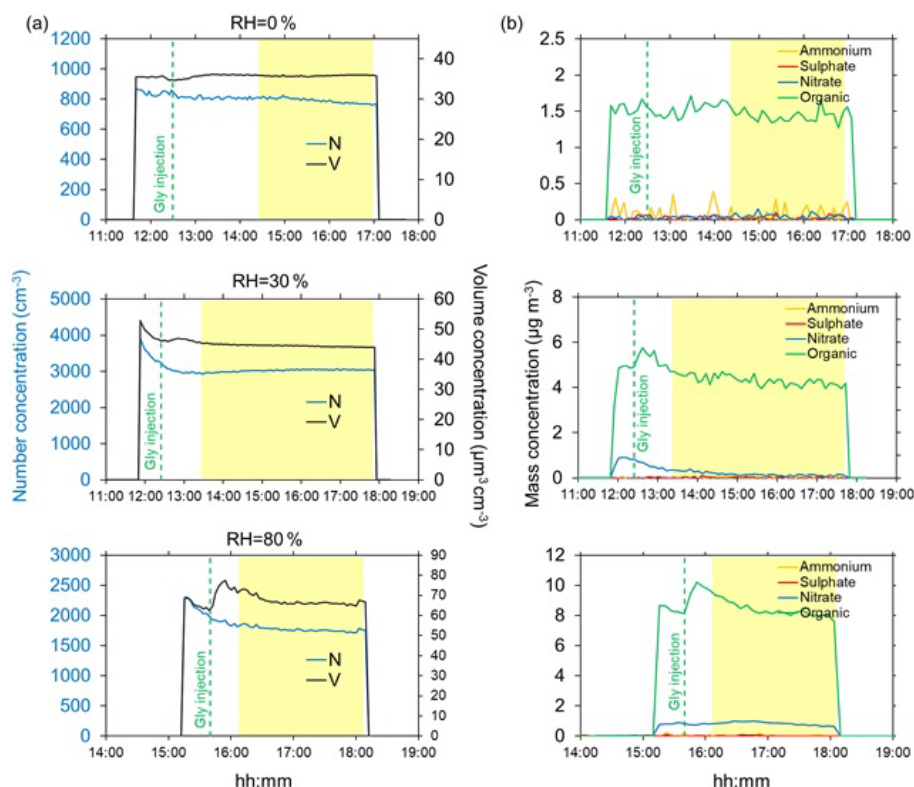 (a)
RH=0 %
1200
1000
800
600
400
200
0
40
30
20
10
0
Gly injection
N
V
11:00 12:00 13:00 14:00 15:00 16:00 17:00 18:00
(b)
2.5
2
1.5
1
0.5
0
Ammonium
Sulphate
Nitrate
Organic
Gly injection
11:00 12:00 13:00 14:00 15:00 16:00 17:00 18:00
Number concentration (cm⁻³)
RH=30 %
5000
4000
3000
2000
1000
0
60
50
40
30
20
10
0
Gly injection
N
V
11:00 12:00 13:00 14:00 15:00 16:00 17:00 18:00 19:00
Volume concentration (μm³ cm⁻³)
Mass concentration (μg m⁻³)
8
6
4
2
0
Ammonium
Sulphate
Nitrate
Organic
Gly injection
11:00 12:00 13:00 14:00 15:00 16:00 17:00 18:00 19:00
RH=80 %
3000
2500
2000
1500
1000
500
0
90
80
70
60
50
40
30
20
10
0
Gly injection
N
V
14:00 15:00 16:00 17:00 18:00 19:00
hh:mm
12
10
8
6
4
2
0
Ammonium
Sulphate
Nitrate
Organic
Gly injection
14:00 15:00 16:00 17:00 18:00 19:00
hh:mm